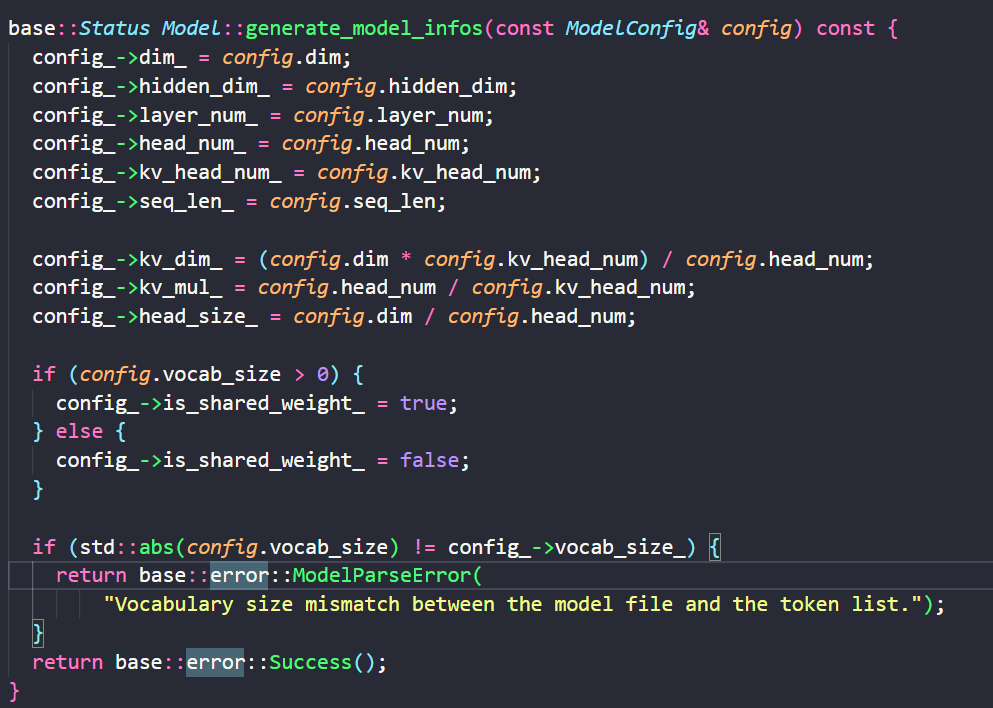 base::Status Model::generate_model_infos(const ModelConfig& config) const {
  config_->dim_ = config.dim;
  config_->hidden_dim_ = config.hidden_dim;
  config_->layer_num_ = config.layer_num;
  config_->head_num_ = config.head_num;
  config_->kv_head_num_ = config.kv_head_num;
  config_->seq_len_ = config.seq_len;

  config_->kv_dim_ = (config.dim * config.kv_head_num) / config.head_num;
  config_->kv_mul_ = config.head_num / config.kv_head_num;
  config_->head_size_ = config.dim / config.head_num;

  if (config.vocab_size > 0) {
    config_->is_shared_weight_ = true;
  } else {
    config_->is_shared_weight_ = false;
  }

  if (std::abs(config.vocab_size) != config_->vocab_size_) {
    return base::error::ModelParseError(
        "Vocabulary size mismatch between the model file and the token list.");
  }
  return base::error::Success();
}